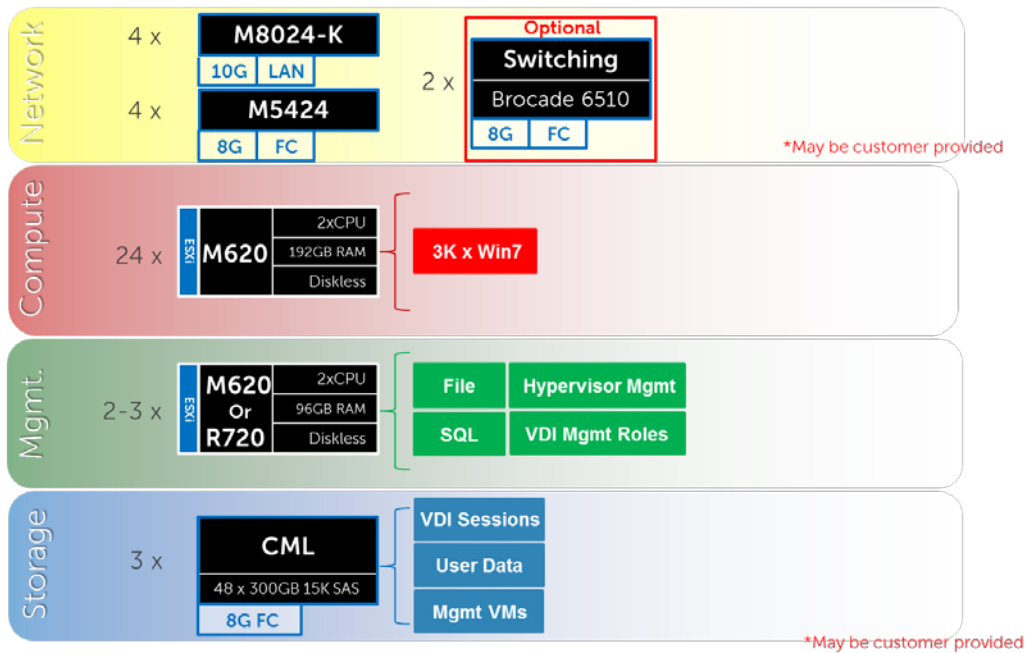 Network
4 x
M8024-K
10G
LAN
4 x
M5424
8G
FC
2 x
Optional
Switching
Brocade 6510
8G
FC
*May be customer provided
Compute
24 x
ESXi
M620
2xCPU
192GB RAM
Diskless
3K x Win7
Mgmt.
2-3 x
ESXi
M620
Or
R720
2xCPU
96GB RAM
Diskless
File
Hypervisor Mgmt
SQL
VDI Mgmt Roles
Storage
3 x
CML
48 x 300GB 15K SAS
8G FC
VDI Sessions
User Data
Mgmt VMs
*May be customer provided